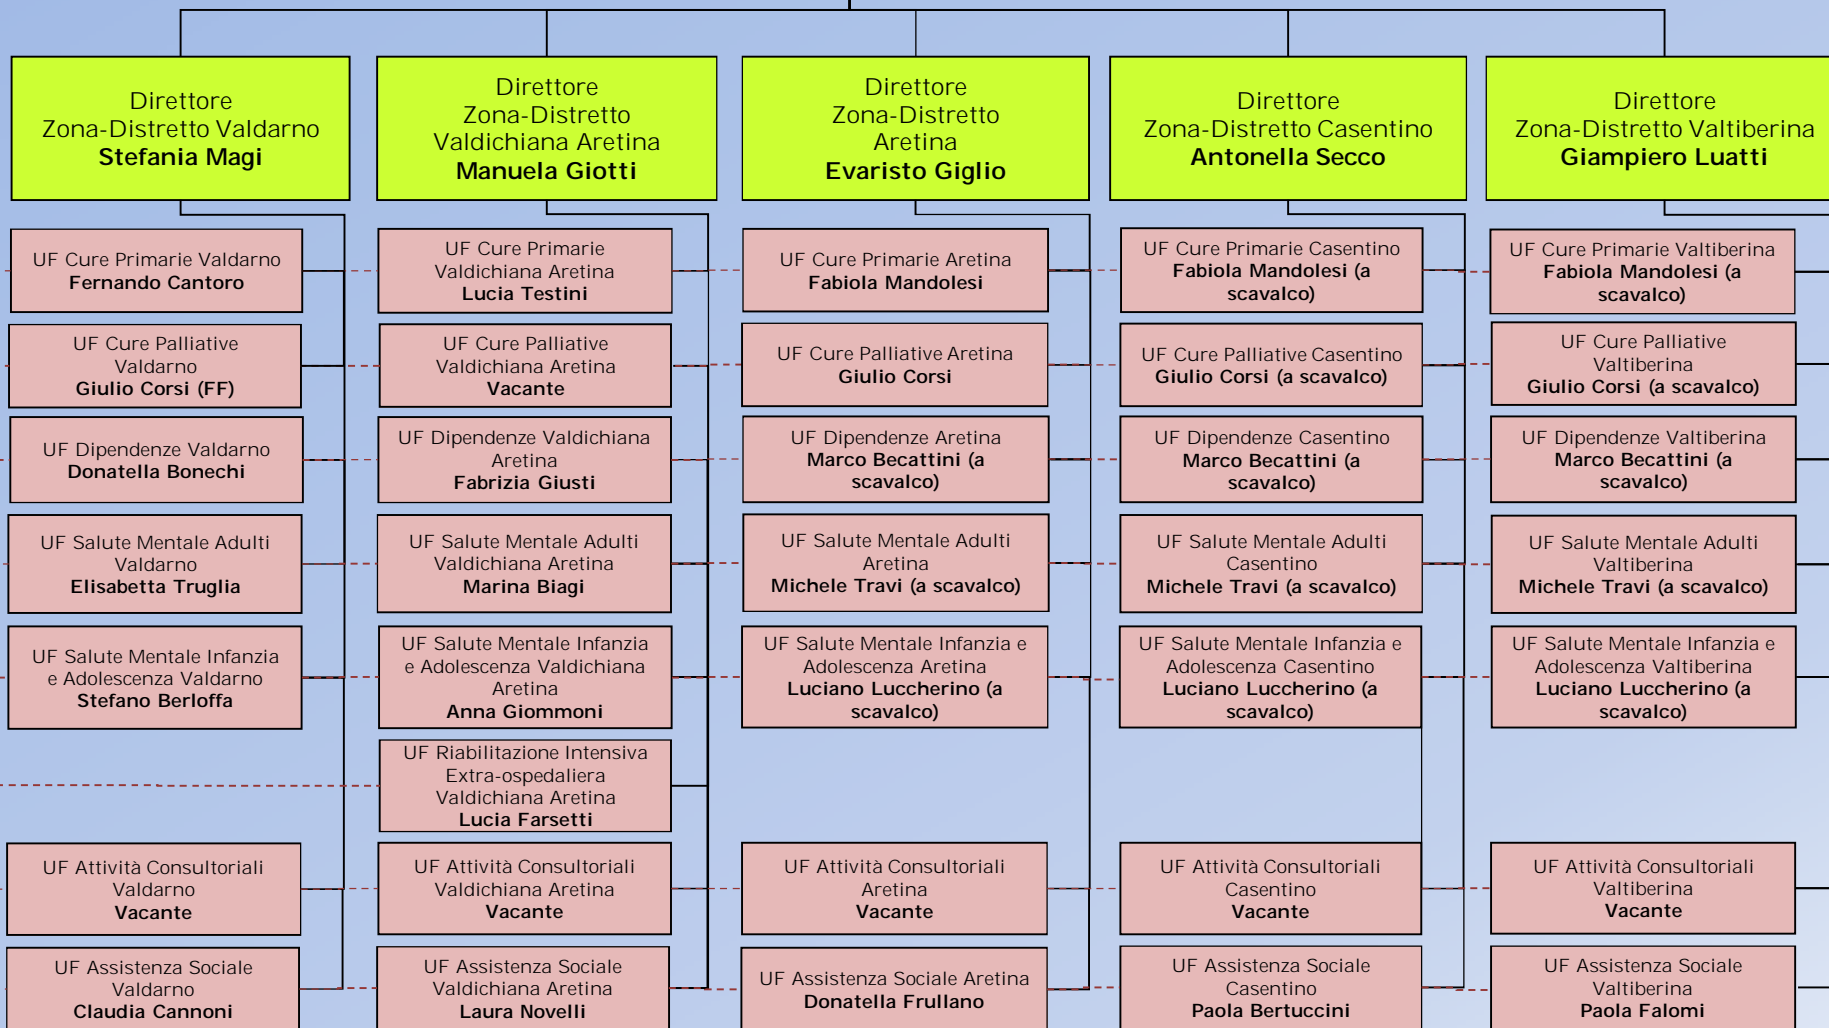 Direttore
Zona-Distretto Valdarno
Stefania Magi
Direttore
Zona-Distretto
Valdichiana Aretina
Manuela Giotti
Direttore
Zona-Distretto
Aretina
Evaristo Giglio
Direttore
Zona-Distretto Casentino
Antonella Secco
Direttore
Zona-Distretto Valtiberina
Giampiero Luatti
UF Cure Primarie Valdarno
Fernando Cantoro
UF Cure Primarie
Valdichiana Aretina
Lucia Testini
UF Cure Primarie Aretina
Fabiola Mandolesi
UF Cure Primarie Casentino
Fabiola Mandolesi (a
scavalco)
UF Cure Primarie Valtiberina
Fabiola Mandolesi (a
scavalco)
UF Cure Palliative
Valdarno
Giulio Corsi (FF)
UF Cure Palliative
Valdichiana Aretina
Vacante
UF Cure Palliative Aretina
Giulio Corsi
UF Cure Palliative Casentino
Giulio Corsi (a scavalco)
UF Cure Palliative
Valtiberina
Giulio Corsi (a scavalco)
UF Dipendenze Valdarno
Donatella Bonechi
UF Dipendenze Valdichiana
Aretina
Fabrizia Giusti
UF Dipendenze Aretina
Marco Becattini (a
scavalco)
UF Dipendenze Casentino
Marco Becattini (a
scavalco)
UF Dipendenze Valtiberina
Marco Becattini (a
scavalco)
UF Salute Mentale Adulti
Valdarno
Elisabetta Truglia
UF Salute Mentale Adulti
Valdichiana Aretina
Marina Biagi
UF Salute Mentale Adulti
Aretina
Michele Travi (a scavalco)
UF Salute Mentale Adulti
Casentino
Michele Travi (a scavalco)
UF Salute Mentale Adulti
Valtiberina
Michele Travi (a scavalco)
UF Salute Mentale Infanzia
e Adolescenza Valdarno
Stefano Berloffa
UF Salute Mentale Infanzia
e Adolescenza Valdichiana
Aretina
Anna Giommoni
UF Salute Mentale Infanzia e
Adolescenza Aretina
Luciano Luccherino (a
scavalco)
UF Salute Mentale Infanzia e
Adolescenza Casentino
Luciano Luccherino (a
scavalco)
UF Salute Mentale Infanzia e
Adolescenza Valtiberina
Luciano Luccherino (a
scavalco)
UF Riabilitazione Intensiva
Extra-ospedaliera
Valdichiana Aretina
Lucia Farsetti
UF Attività Consultoriali
Valdarno
Vacante
UF Attività Consultoriali
Valdichiana Aretina
Vacante
UF Attività Consultoriali
Aretina
Vacante
UF Attività Consultoriali
Casentino
Vacante
UF Attività Consultoriali
Valtiberina
Vacante
UF Assistenza Sociale
Valdarno
Claudia Cannoni
UF Assistenza Sociale
Valdichiana Aretina
Laura Novelli
UF Assistenza Sociale Aretina
Donatella Frullano
UF Assistenza Sociale
Casentino
Paola Bertuccini
UF Assistenza Sociale
Valtiberina
Paola Falomi